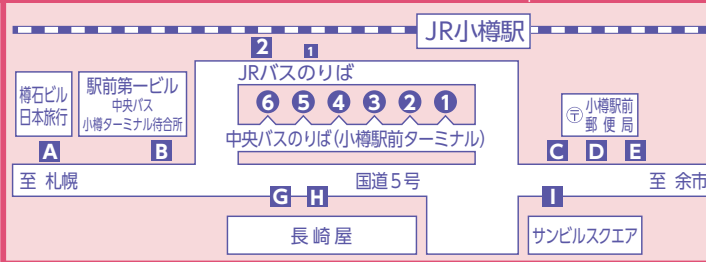 JR小樽駅
2
1
JRバスのりば
樽石ビル
日本旅行
駅前第一ビル
中央バス
小樽ターミナル待合所
6 5 4 3 2 1
〒 小樽駅前
郵便局
中央バスのりば(小樽駅前ターミナル)
A
B
C D E
至 札幌
国道5号
至 余市
G H
I
長崎屋
サンビルスクエア